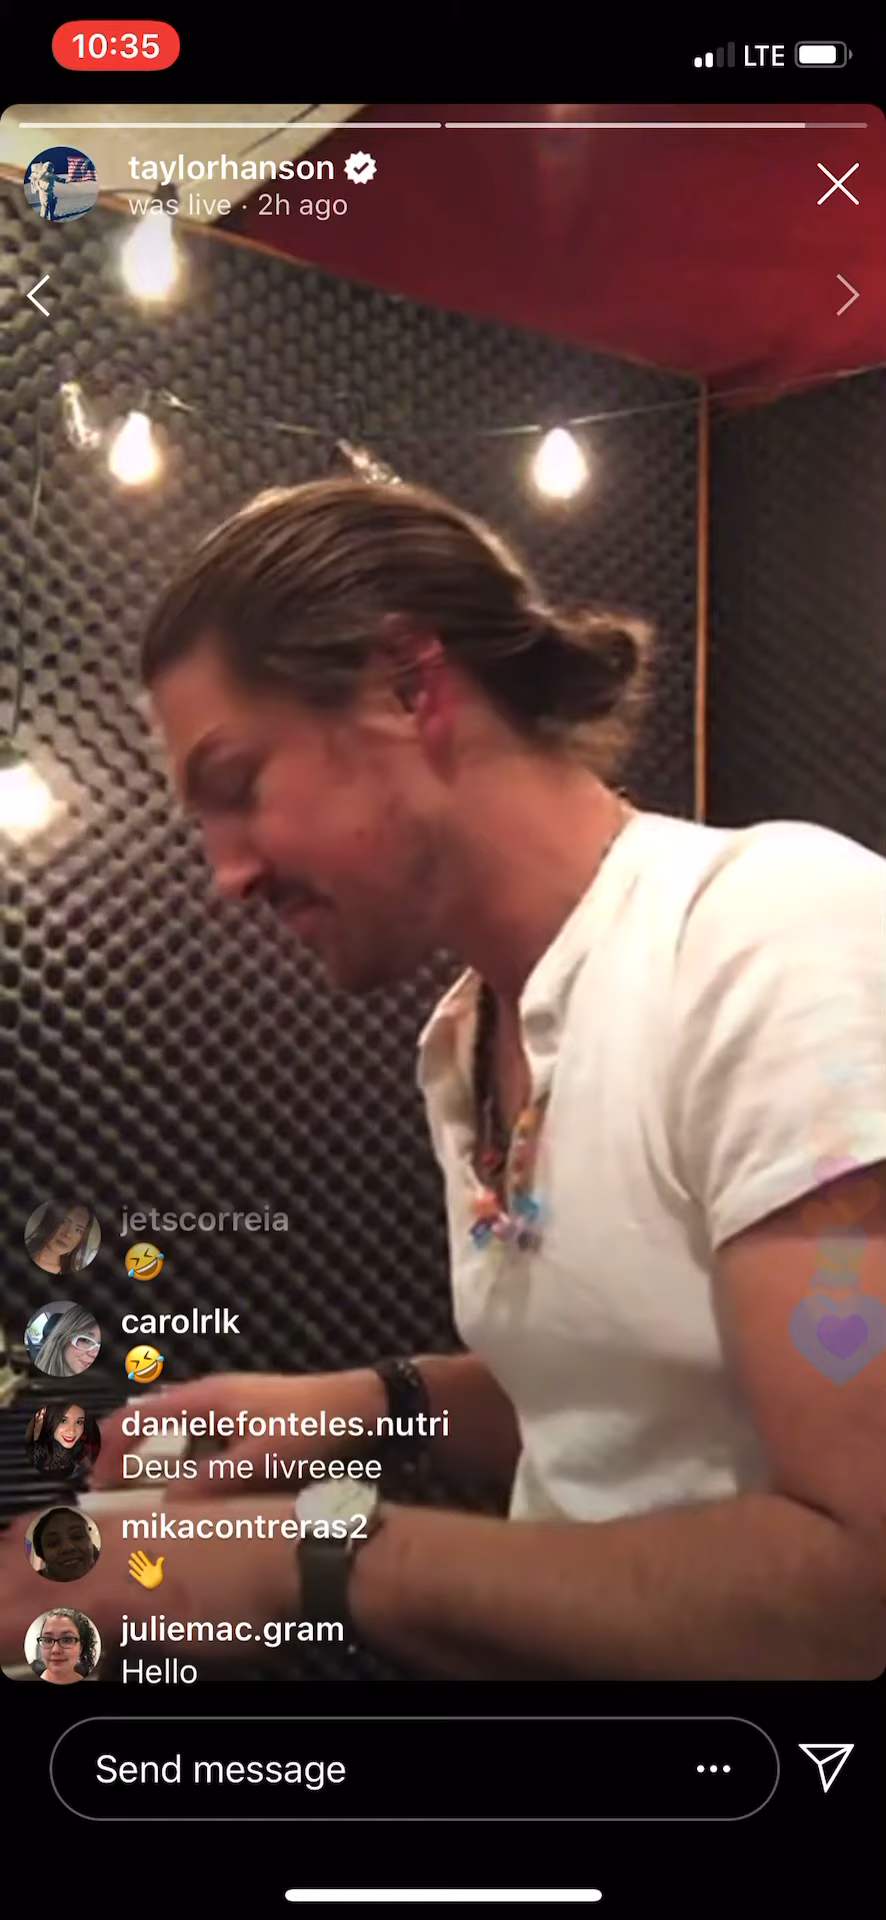 10:35
LTE
taylorhanson
was live · 2h ago
jetscorreia
🤣
carolrlk
🤣
danielefonteles.nutri
Deus me livreeee
mikacontreras2
👋
juliemac.gram
Hello
Send message